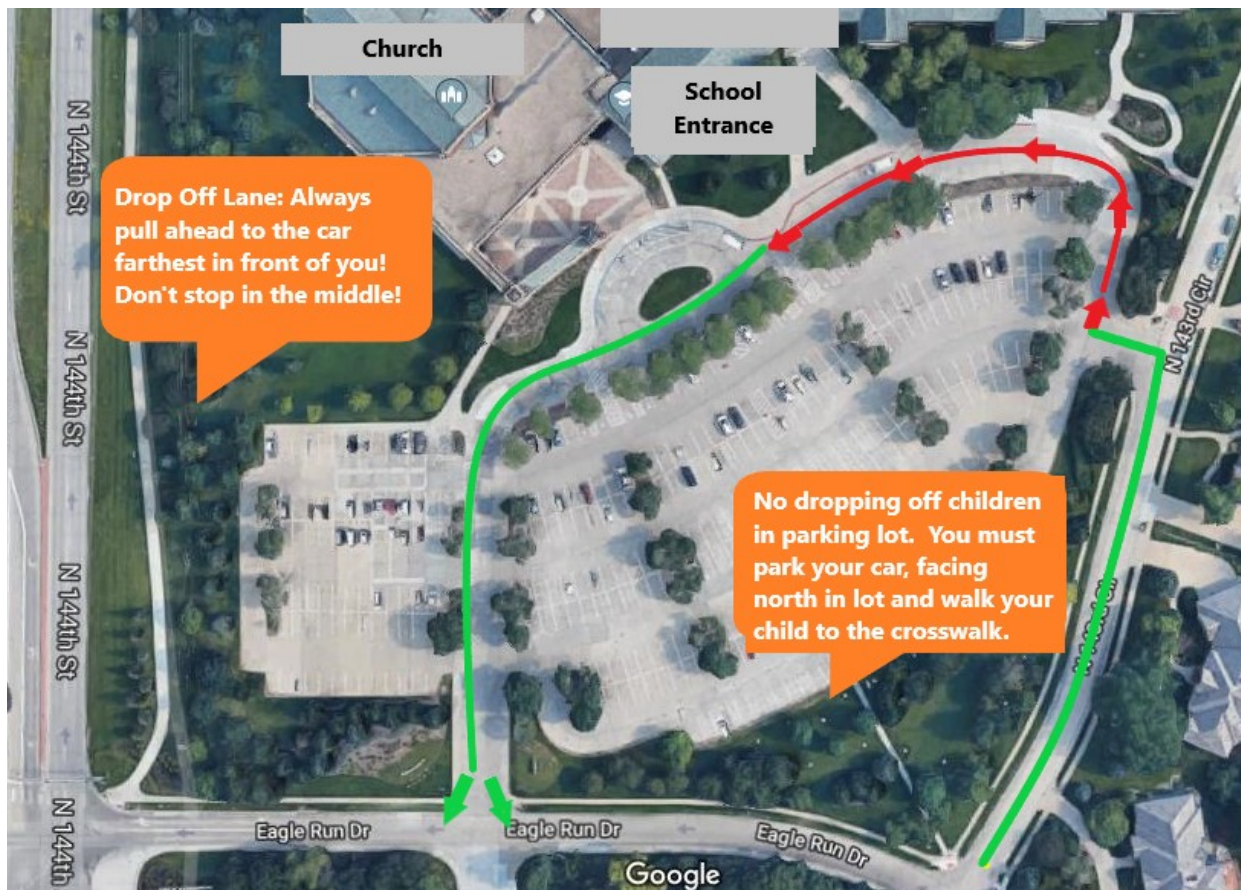 Church
School
Entrance
N 144th St
Drop Off Lane: Always
pull ahead to the car
farthest in front of you!
Don't stop in the middle!
N 143rd Cir
N 144th St
No dropping off children
in parking lot.  You must
park your car, facing
north in lot and walk your
child to the crosswalk.
N 144th St
N 143rd Cir
N 144th
Eagle Run Dr
Eagle Run Dr
Eagle Run Dr
Google